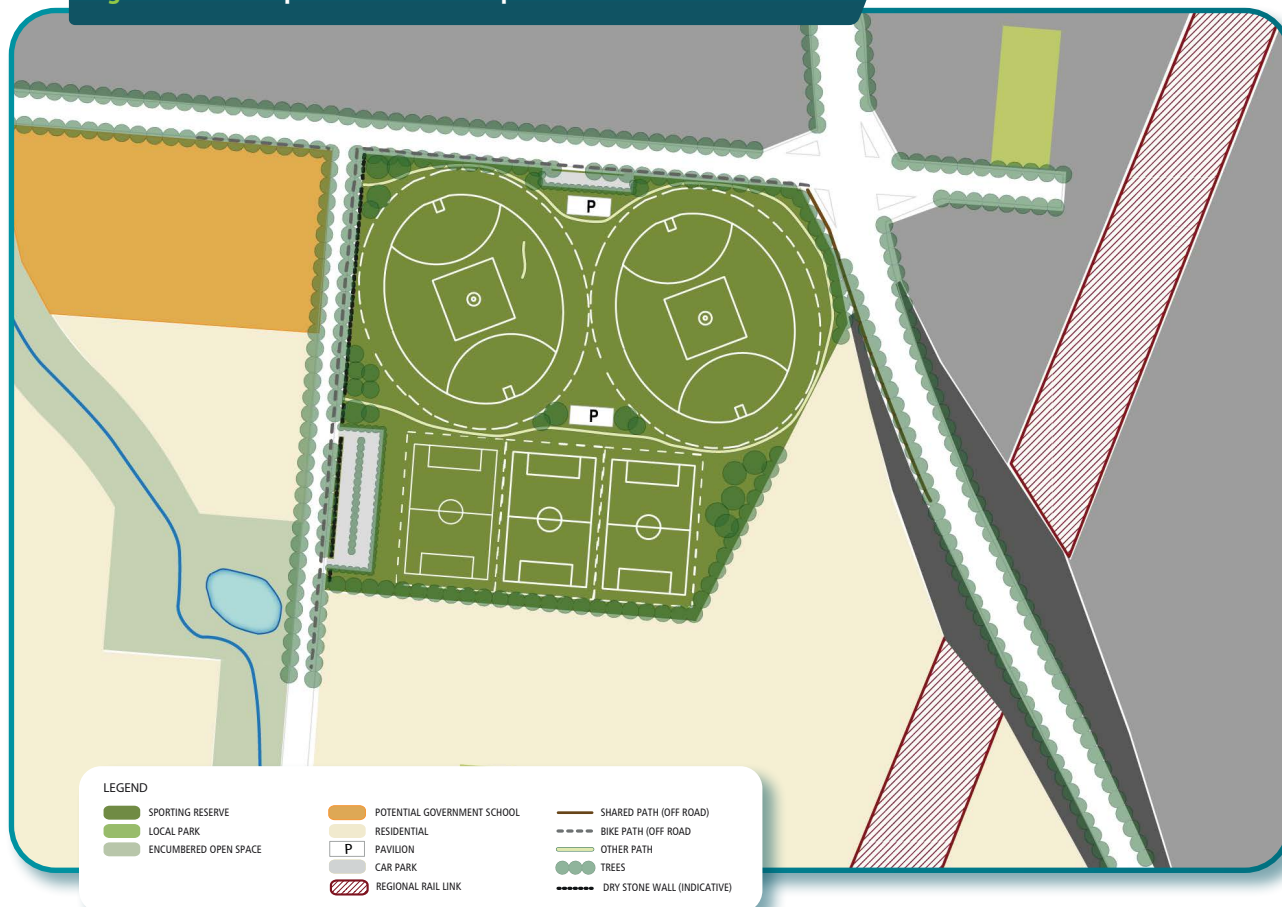 P
P
LEGEND
SPORTING RESERVE
LOCAL PARK
ENCUMBERED OPEN SPACE
POTENTIAL GOVERNMENT SCHOOL
RESIDENTIAL
P PAVILION
CAR PARK
REGIONAL RAIL LINK
SHARED PATH (OFF ROAD)
BIKE PATH (OFF ROAD
OTHER PATH
TREES
DRY STONE WALL (INDICATIVE)